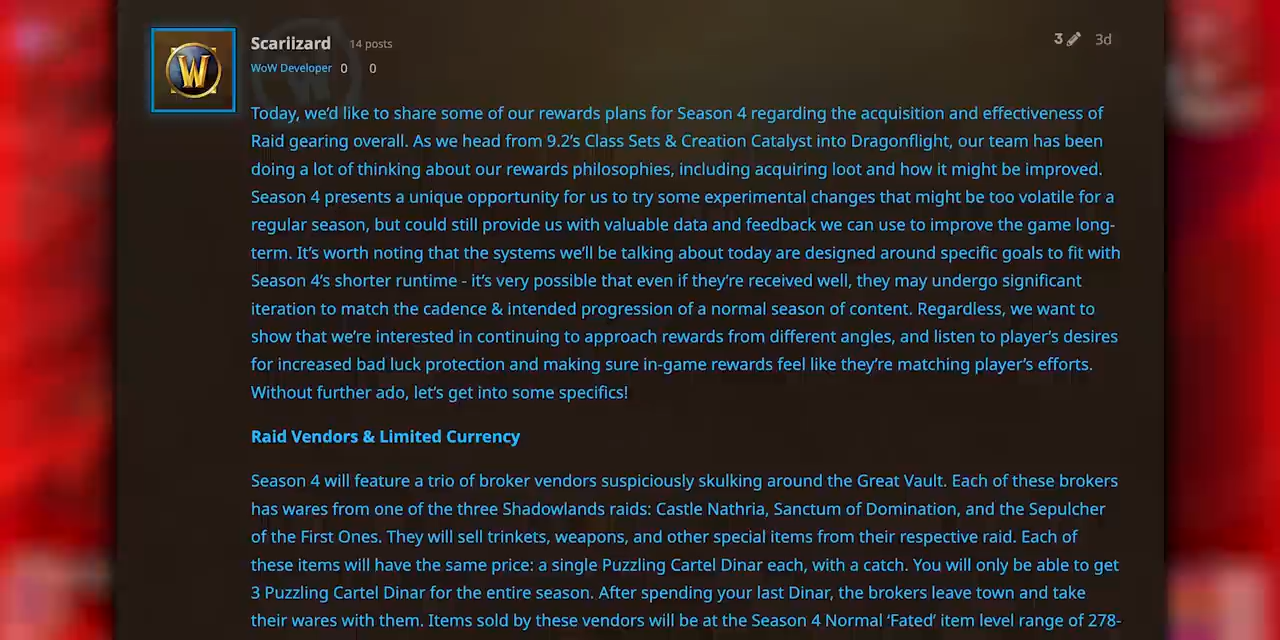 Scariizard 14 posts 3 3d
WoW Developer 0 0
Today, we’d like to share some of our rewards plans for Season 4 regarding the acquisition and effectiveness of
Raid gearing overall. As we head from 9.2’s Class Sets & Creation Catalyst into Dragonflight, our team has been
doing a lot of thinking about our rewards philosophies, including acquiring loot and how it might be improved.
Season 4 presents a unique opportunity for us to try some experimental changes that might be too volatile for a
regular season, but could still provide us with valuable data and feedback we can use to improve the game long-
term. It’s worth noting that the systems we’ll be talking about today are designed around specific goals to fit with
Season 4’s shorter runtime - it’s very possible that even if they’re received well, they may undergo significant
iteration to match the cadence & intended progression of a normal season of content. Regardless, we want to
show that we’re interested in continuing to approach rewards from different angles, and listen to player’s desires
for increased bad luck protection and making sure in-game rewards feel like they’re matching player’s efforts.
Without further ado, let’s get into some specifics!
Raid Vendors & Limited Currency
Season 4 will feature a trio of broker vendors suspiciously skulking around the Great Vault. Each of these brokers
has wares from one of the three Shadowlands raids: Castle Nathria, Sanctum of Domination, and the Sepulcher
of the First Ones. They will sell trinkets, weapons, and other special items from their respective raid. Each of
these items will have the same price: a single Puzzling Cartel Dinar each, with a catch. You will only be able to get
3 Puzzling Cartel Dinar for the entire season. After spending your last Dinar, the brokers leave town and take
their wares with them. Items sold by these vendors will be at the Season 4 Normal ‘Fated’ item level range of 278-